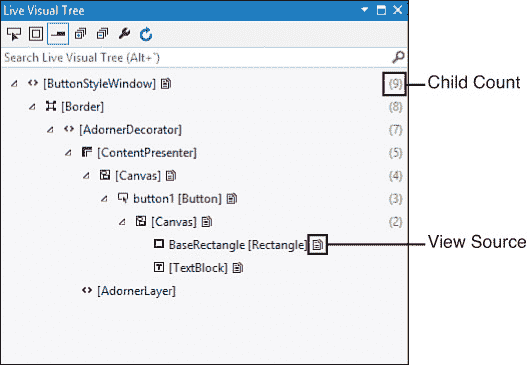 Live Visual Tree
Search Live Visual Tree (Alt+`)
[ButtonStyleWindow] (9) Child Count
[Border] (8)
[AdornerDecorator] (7)
[ContentPresenter] (5)
[Canvas] (4)
button1 [Button] (3)
[Canvas] (2)
BaseRectangle [Rectangle] View Source
[TextBlock]
[AdornerLayer]